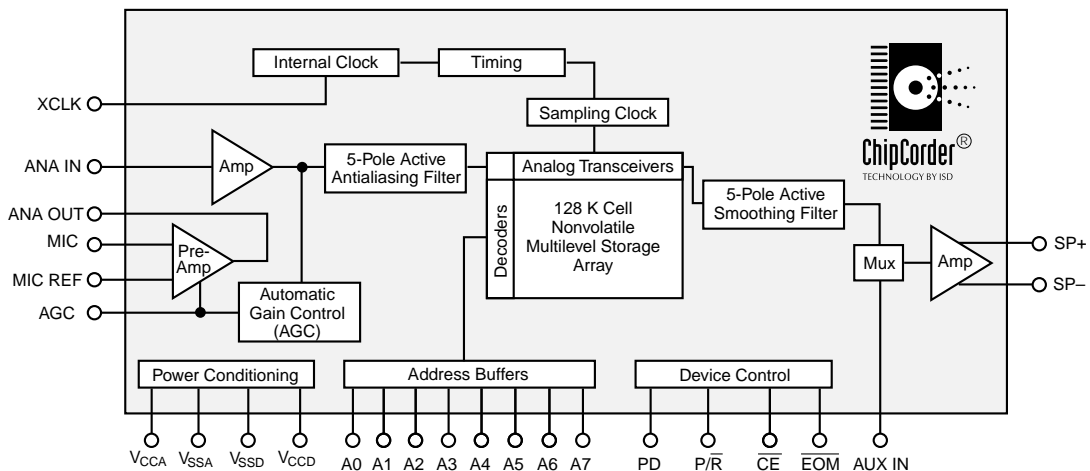 Internal Clock
Timing
XCLK
Sampling Clock
ChipCorder®
TECHNOLOGY BY ISD
ANA IN
Amp
5-Pole Active
Antialiasing Filter
Analog Transceivers
5-Pole Active
Smoothing Filter
ANA OUT
Decoders
128 K Cell
Nonvolatile
Multilevel Storage
Array
MIC
Pre-
Amp
SP+
Mux
Amp
MIC REF
SP–
Automatic
Gain Control
(AGC)
AGC
Power Conditioning
Address Buffers
Device Control
VCCA
VSSA
VSSD
VCCD
A0
A1
A2
A3
A4
A5
A6
A7
PD
P/R̅
C̅E̅
E̅O̅M̅
AUX IN